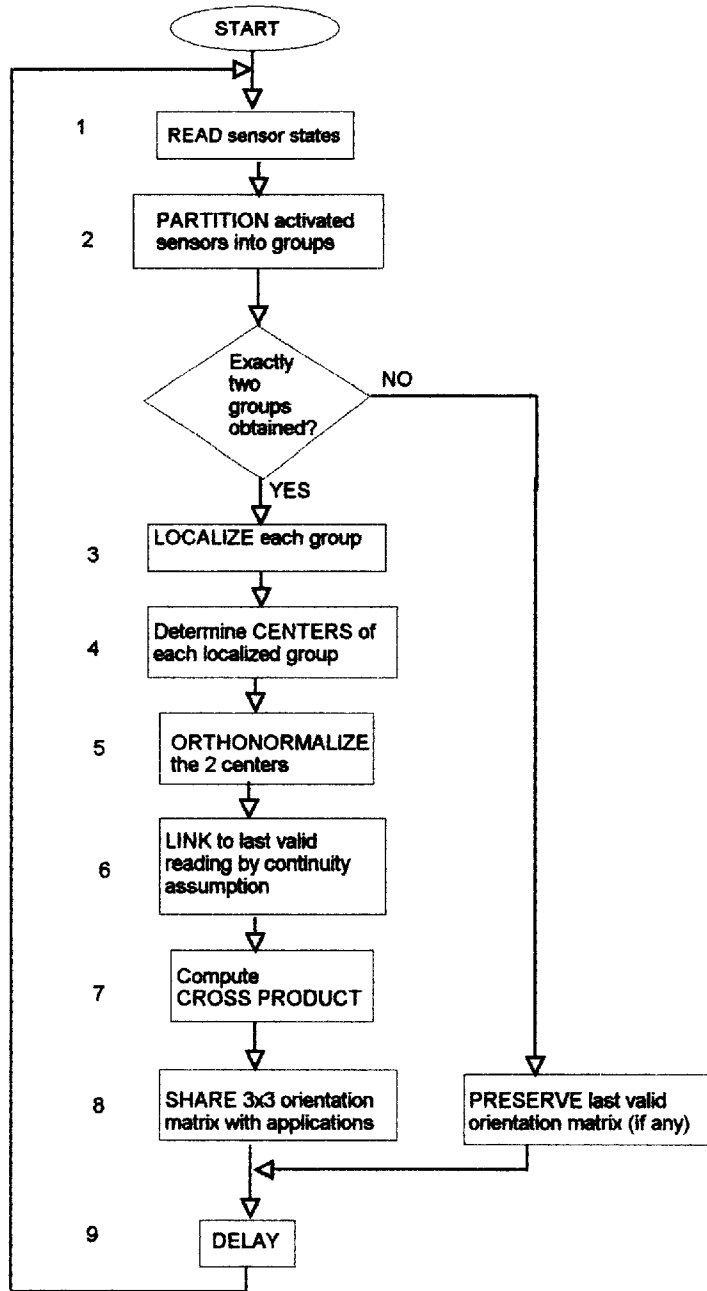 START
1
READ sensor states
2
PARTITION activated
sensors into groups
Exactly
two
groups
obtained?
NO
YES
3
LOCALIZE each group
4
Determine CENTERS of
each localized group
5
ORTHONORMALIZE
the 2 centers
6
LINK to last valid
reading by continuity
assumption
7
Compute
CROSS PRODUCT
8
SHARE 3x3 orientation
matrix with applications
PRESERVE last valid
orientation matrix (if any)
9
DELAY